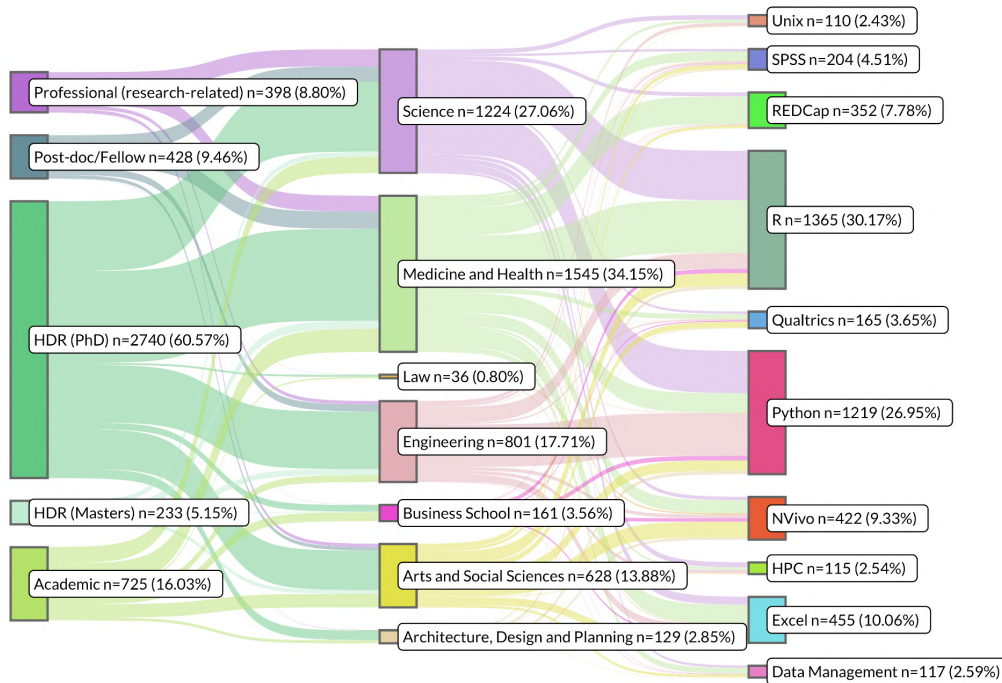 Professional (research-related) n=398 (8.80%)
Post-doc/Fellow n=428 (9.46%)
HDR (PhD) n=2740 (60.57%)
HDR (Masters) n=233 (5.15%)
Academic n=725 (16.03%)
Science n=1224 (27.06%)
Medicine and Health n=1545 (34.15%)
Law n=36 (0.80%)
Engineering n=801 (17.71%)
Business School n=161 (3.56%)
Arts and Social Sciences n=628 (13.88%)
Architecture, Design and Planning n=129 (2.85%)
Unix n=110 (2.43%)
SPSS n=204 (4.51%)
REDCap n=352 (7.78%)
R n=1365 (30.17%)
Qualtrics n=165 (3.65%)
Python n=1219 (26.95%)
NVivo n=422 (9.33%)
HPC n=115 (2.54%)
Excel n=455 (10.06%)
Data Management n=117 (2.59%)